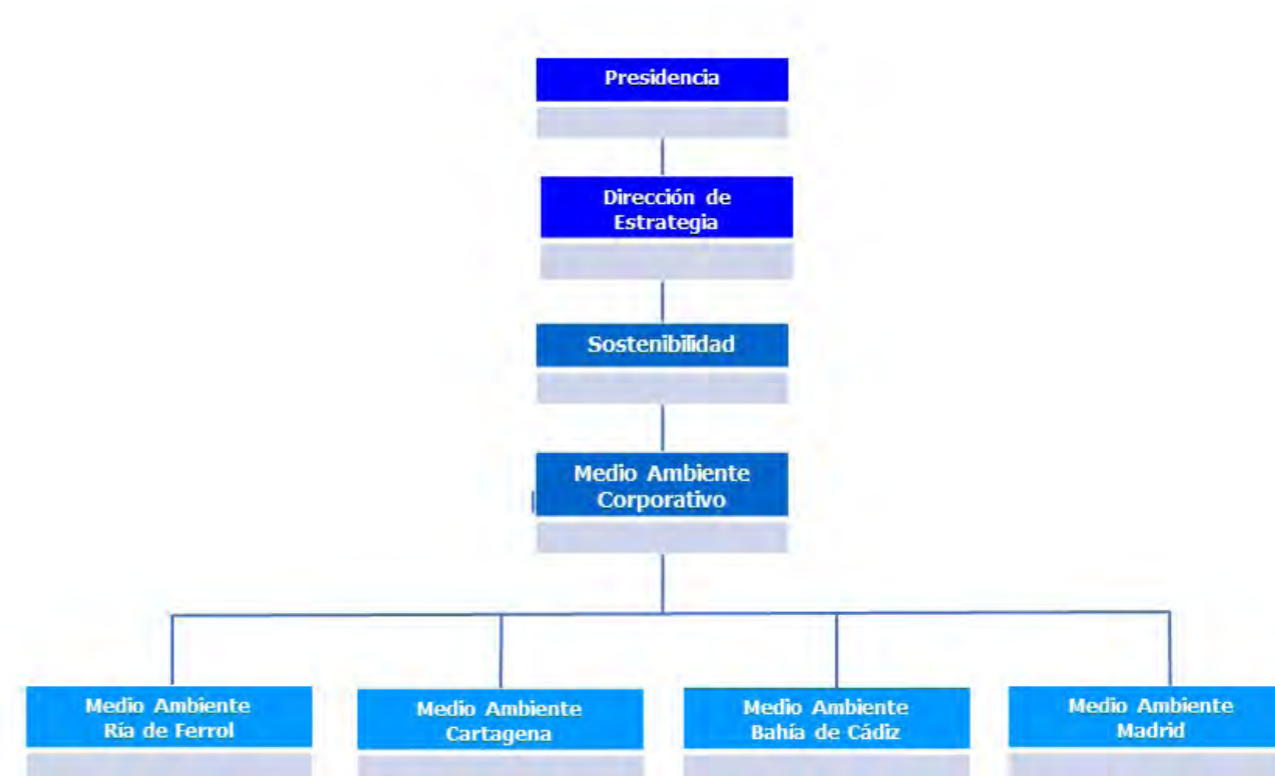 Presidencia
Dirección de
Estrategia
Sostenibilidad
Medio Ambiente
Corporativo
Medio Ambiente
Ría de Ferrol
Medio Ambiente
Cartagena
Medio Ambiente
Bahía de Cádiz
Medio Ambiente
Madrid